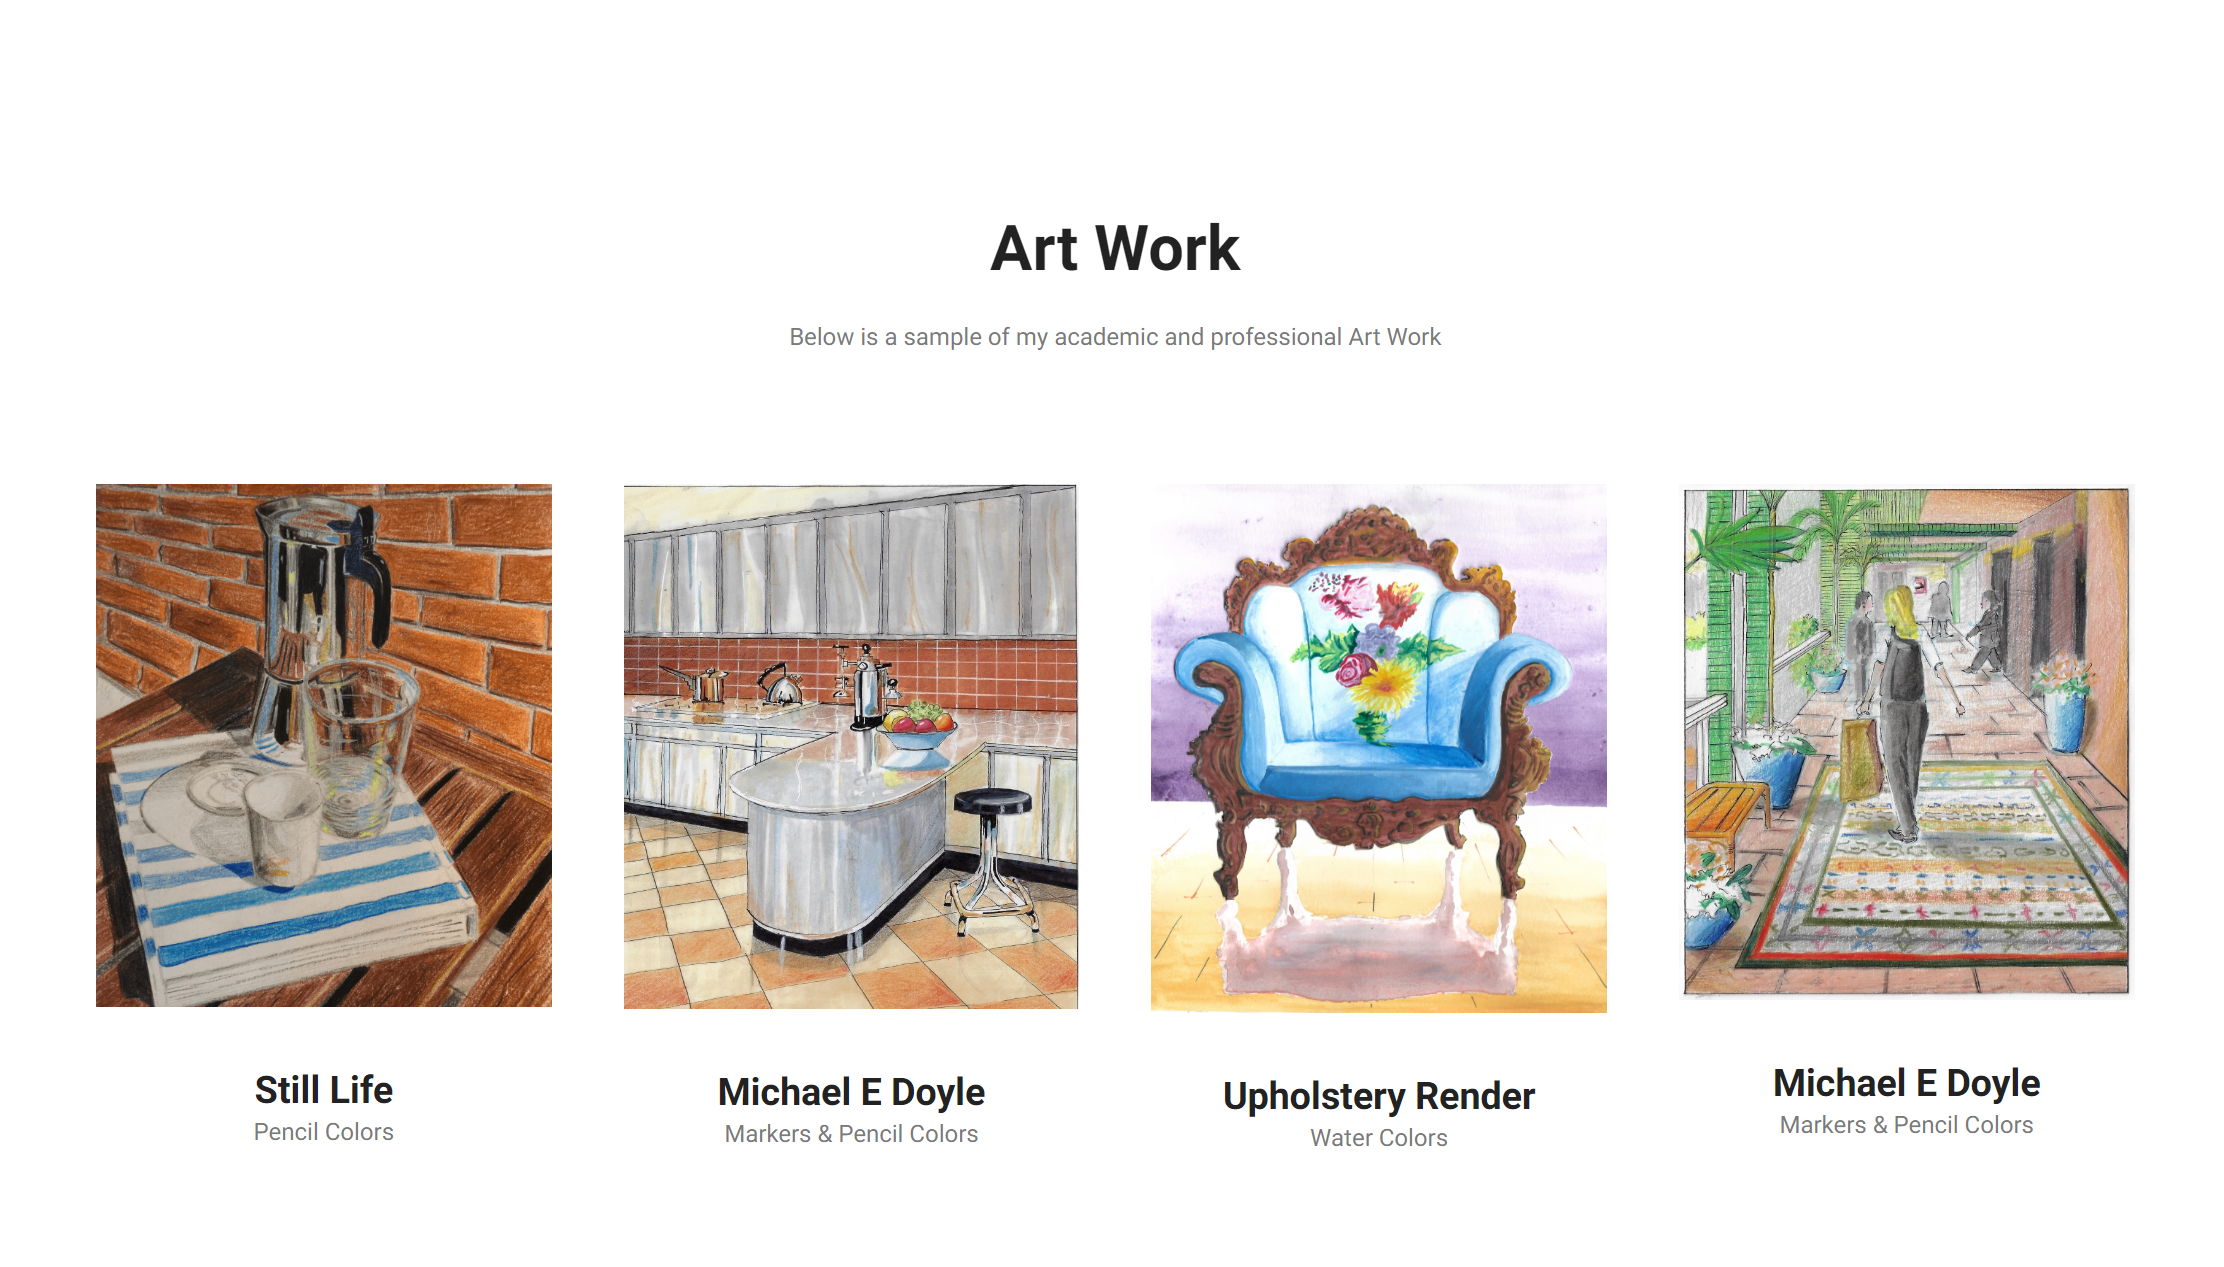 Art Work
Below is a sample of my academic and professional Art Work
Still Life
Pencil Colors
Michael E Doyle
Markers & Pencil Colors
Upholstery Render
Water Colors
Michael E Doyle
Markers & Pencil Colors